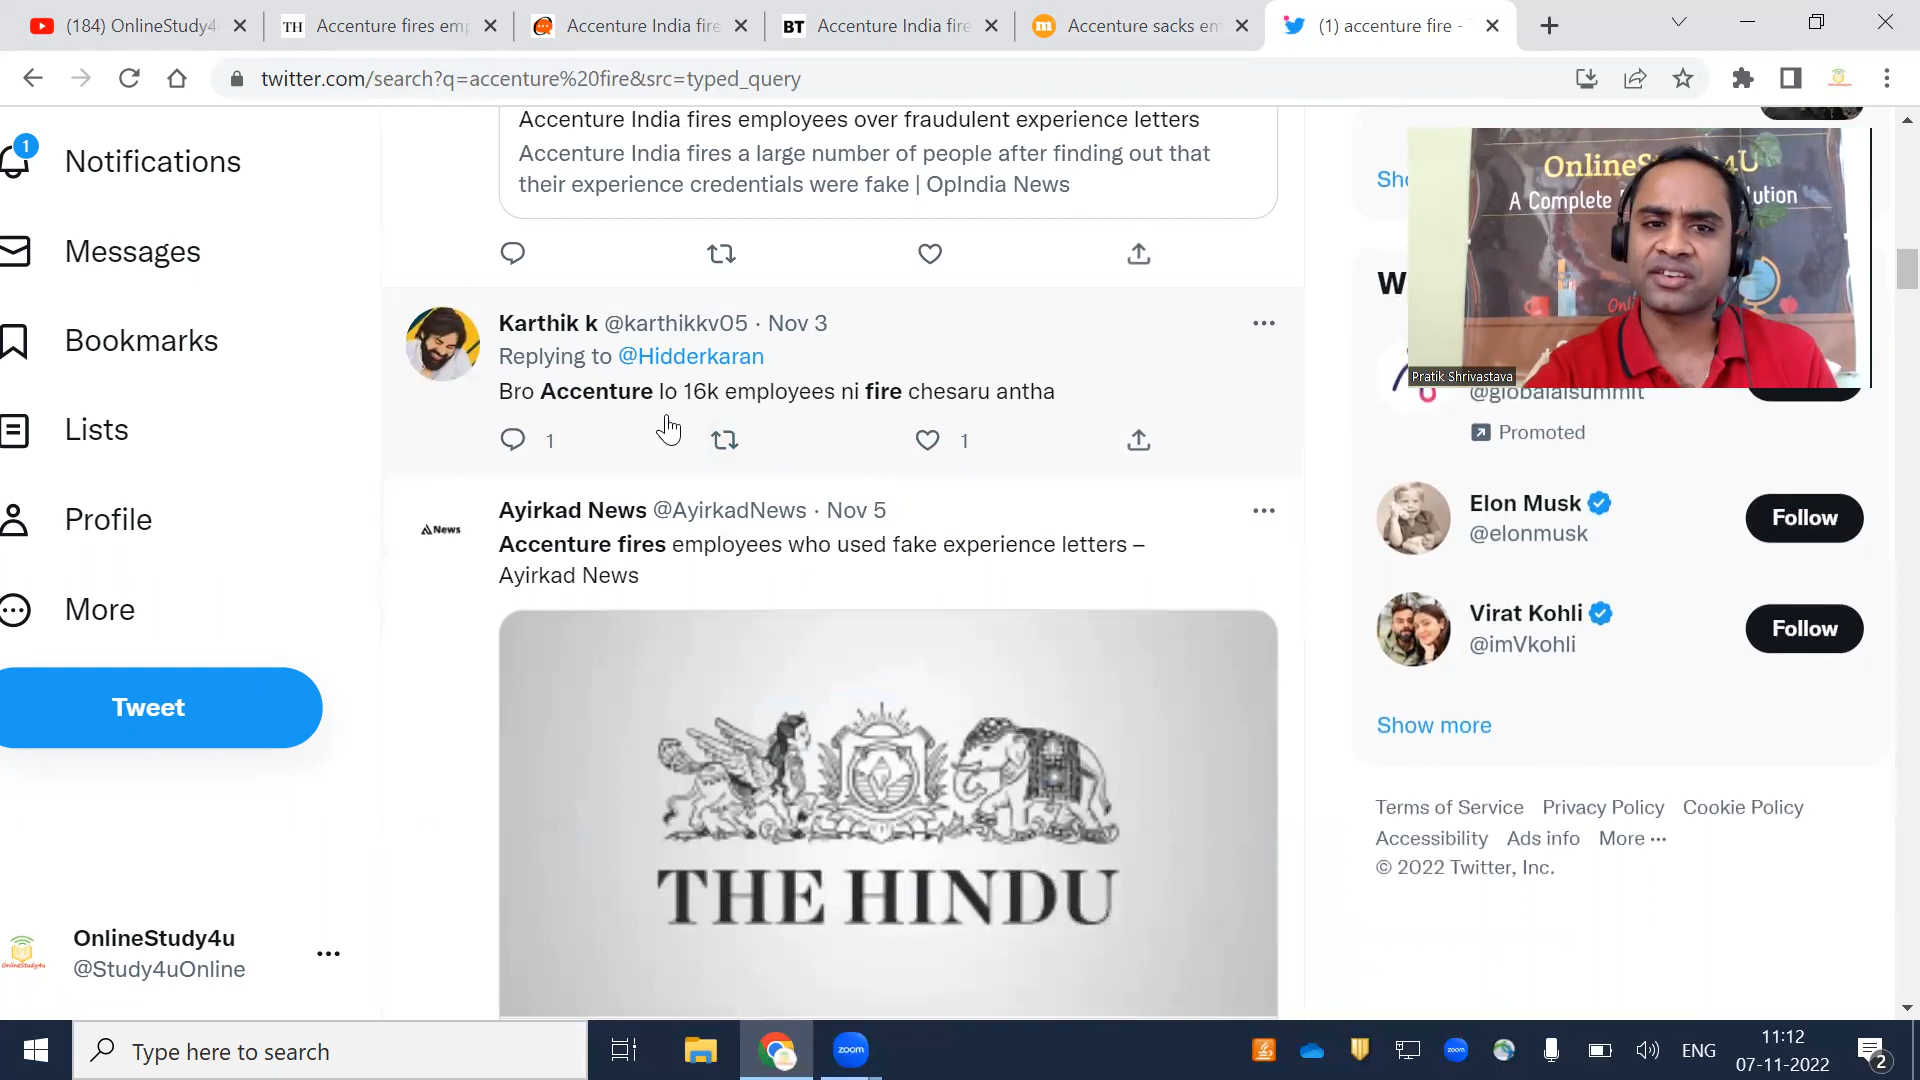 (184) OnlineStudy4
TH Accenture fires emp
Accenture India fire
BT Accenture India fire
m Accenture sacks em
(1) accenture fire -
twitter.com/search?q=accenture%20fire&src=typed_query
1
Notifications
Messages
Bookmarks
Lists
Profile
More
Tweet
OnlineStudy4u
@Study4uOnline
Accenture India fires employees over fraudulent experience letters
Accenture India fires a large number of people after finding out that
their experience credentials were fake | OpIndia News
Karthik k @karthikkv05 · Nov 3
Replying to @Hidderkaran
Bro Accenture lo 16k employees ni fire chesaru antha
1
1
Ayirkad News @AyirkadNews · Nov 5
News
Accenture fires employees who used fake experience letters –
Ayirkad News
THE HINDU
A Complete
Pratik Shrivastava
@globalaisummit
Promoted
Elon Musk
@elonmusk
Follow
Virat Kohli
@imVkohli
Follow
Show more
Terms of Service Privacy Policy Cookie Policy
Accessibility Ads info More ···
© 2022 Twitter, Inc.
Type here to search
zoom
zoom
ENG
11:12
07-11-2022
2